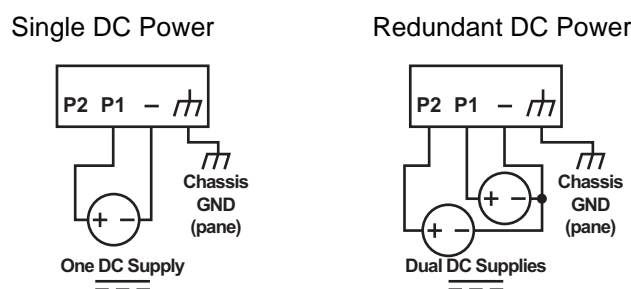 Single DC Power
Redundant DC Power
P2 P1 –
P2 P1 –
Chassis
GND
(pane)
Chassis
GND
(pane)
+ –
+ –
+ –
One DC Supply
Dual DC Supplies